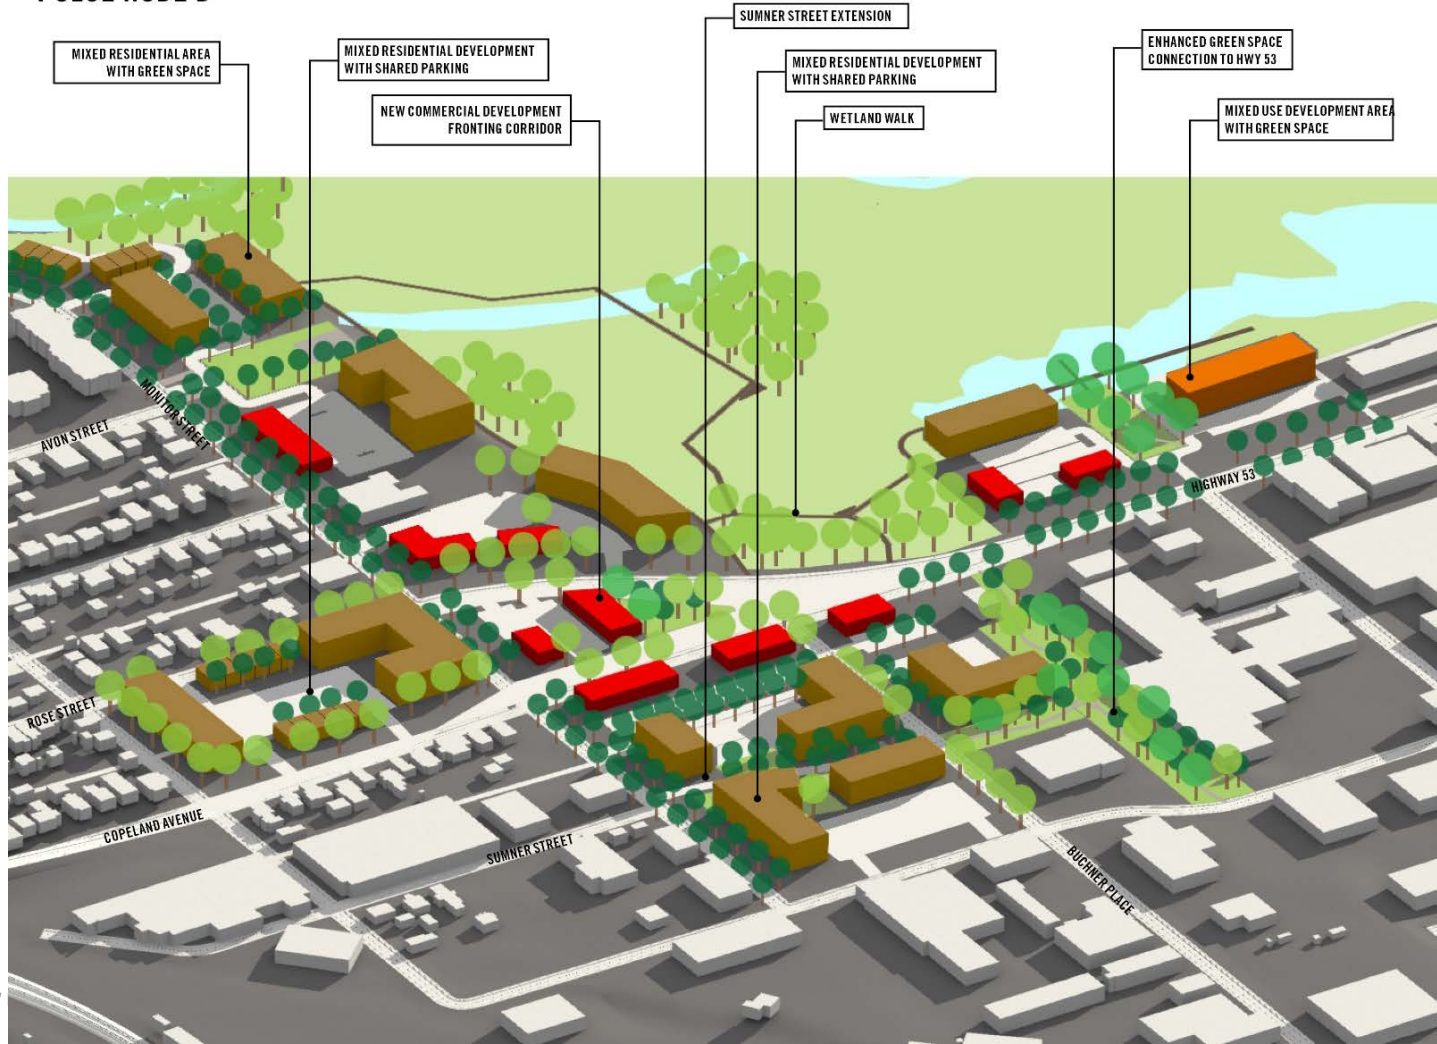 SUMNER STREET EXTENSION
MIXED RESIDENTIAL AREA
WITH GREEN SPACE
MIXED RESIDENTIAL DEVELOPMENT
WITH SHARED PARKING
NEW COMMERCIAL DEVELOPMENT
FRONTING CORRIDOR
MIXED RESIDENTIAL DEVELOPMENT
WITH SHARED PARKING
WETLAND WALK
ENHANCED GREEN SPACE
CONNECTION TO HWY 53
MIXED USE DEVELOPMENT AREA
WITH GREEN SPACE
MONITOR STREET
AVON STREET
HIGHWAY 53
ROSE STREET
COPELAND AVENUE
SUMNER STREET
BUCHNER PLACE